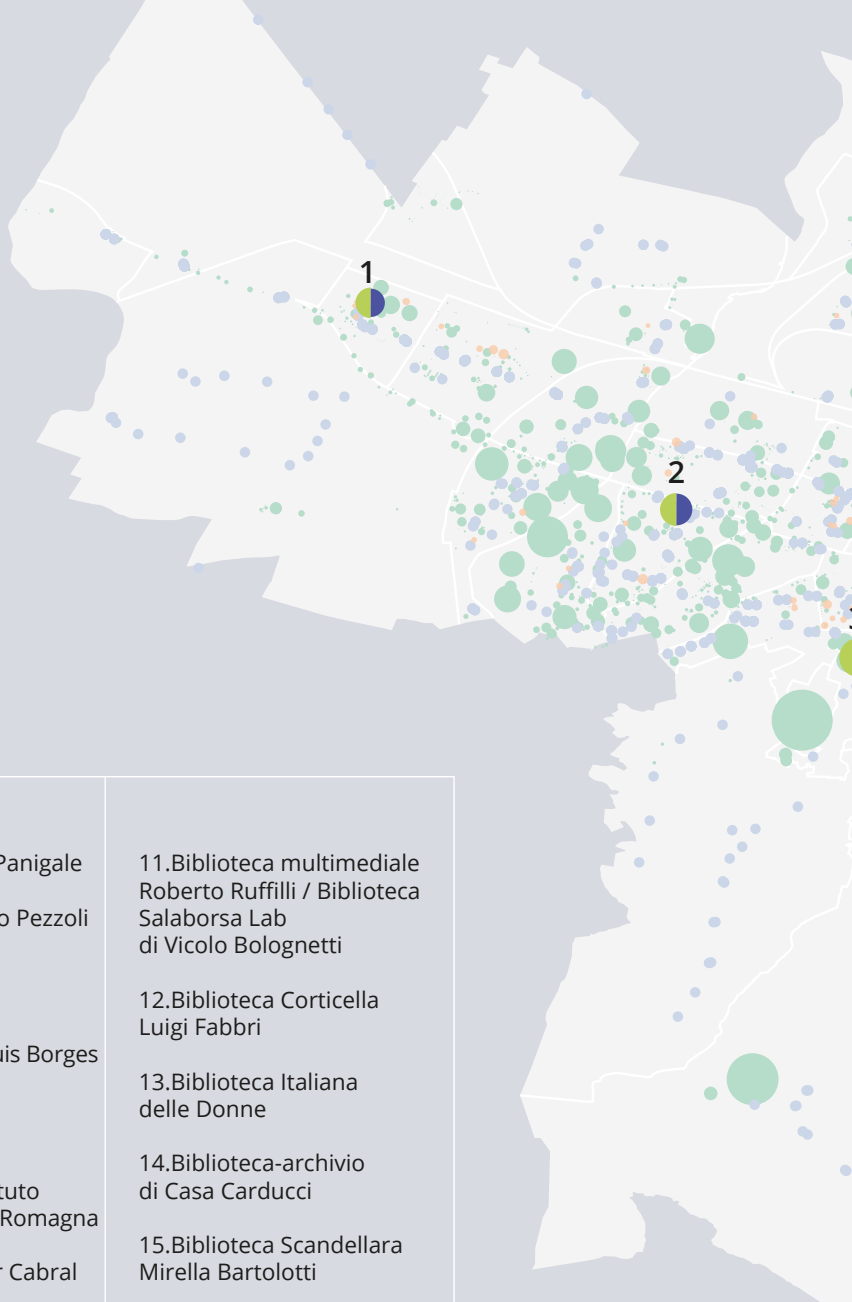 1
2
Panigale
o Pezzoli
uis Borges
tuto
Romagna
r Cabral
11.Biblioteca multimediale
Roberto Ruffilli / Biblioteca
Salaborsa Lab
di Vicolo Bolognetti
12.Biblioteca Corticella
Luigi Fabbri
13.Biblioteca Italiana
delle Donne
14.Biblioteca-archivio
di Casa Carducci
15.Biblioteca Scandellara
Mirella Bartolotti